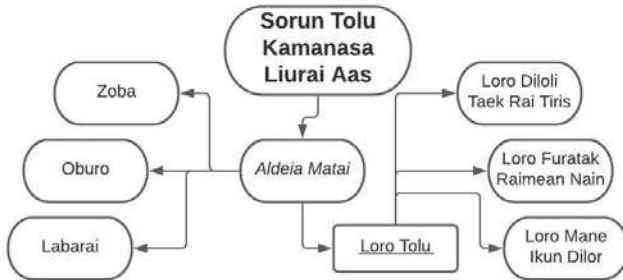 Sorun Tolu
Kamanasa
Liurai Aas
Zoba
Oburo
Labarai
Aldeia Matai
Loro Tolu
Loro Diloli
Taek Rai Tiris
Loro Furatak
Raimean Nain
Loro Mane
Ikun Dilor